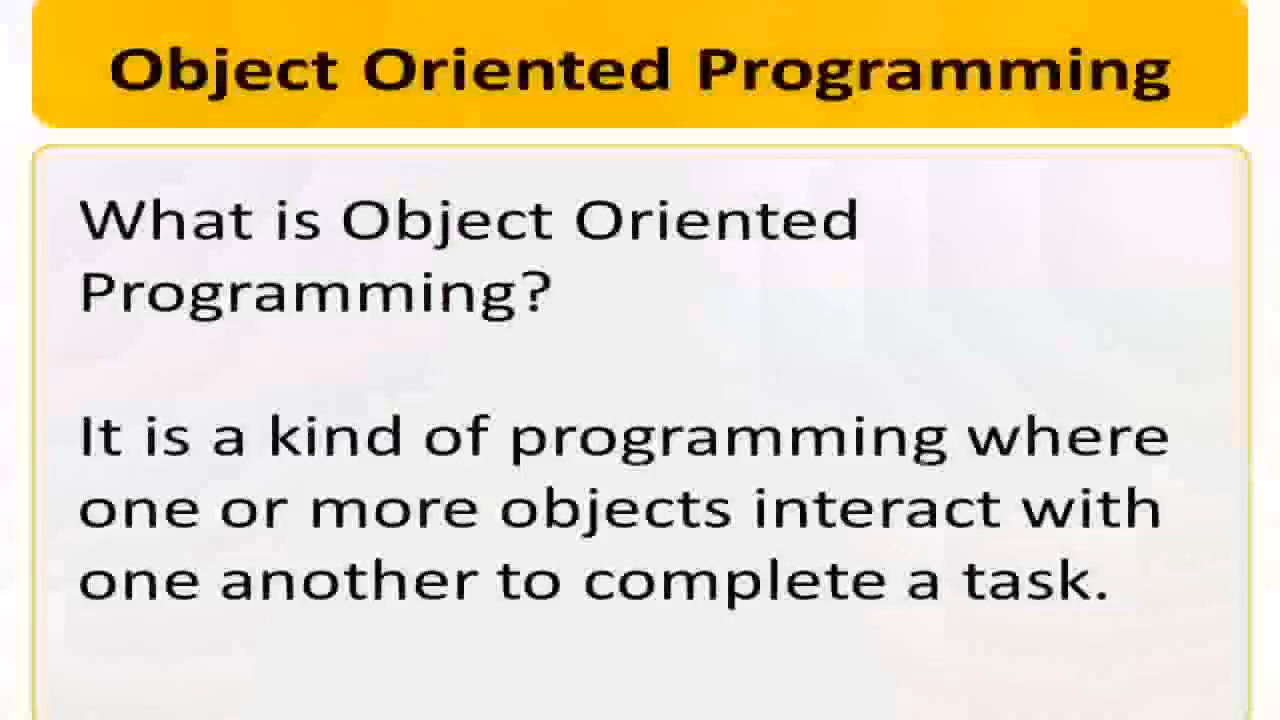 Object Oriented Programming
What is Object Oriented
Programming?
It is a kind of programming where
one or more objects interact with
one another to complete a task.